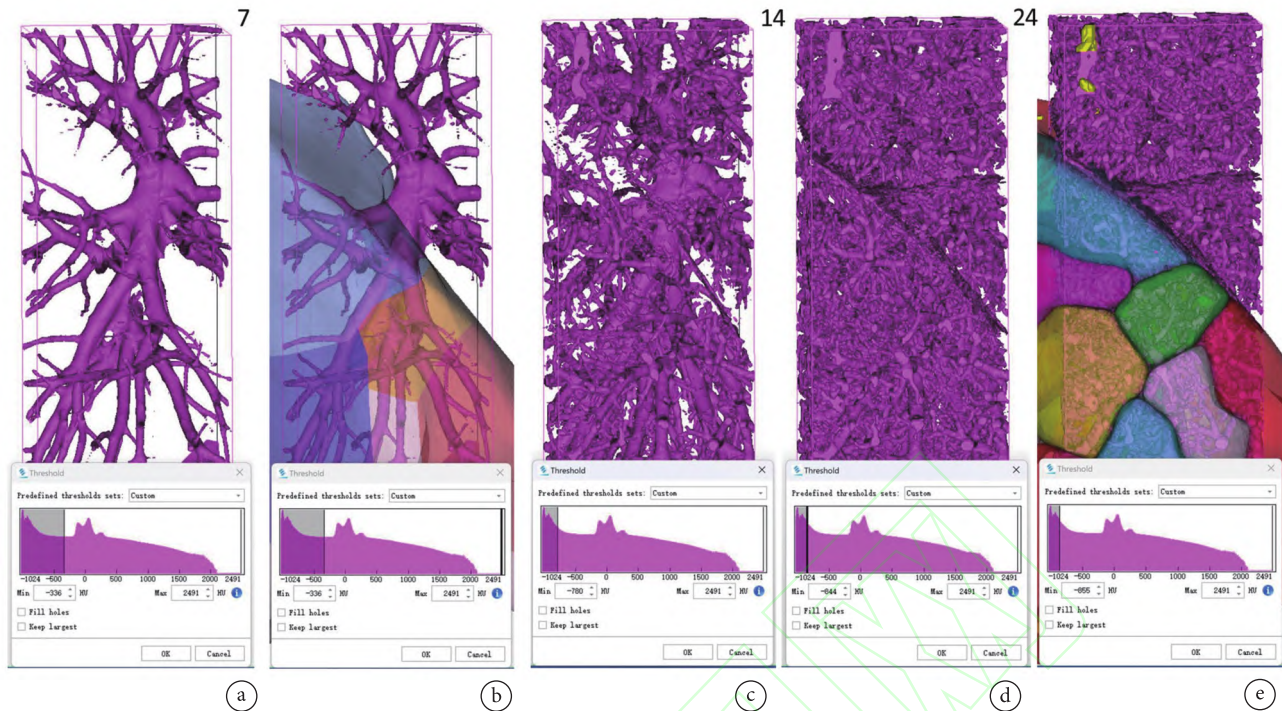 7
14
24
Threshold
Predefined thresholds sets: Custom
-1024 -500 0 500 1000 1500 2000 2491
Min -336 HU Max 2491 HU
Fill holes
Keep largest
OK Cancel
a
Threshold
Predefined thresholds sets: Custom
-1024 -500 0 500 1000 1500 2000 2491
Min -336 HU Max 2491 HU
Fill holes
Keep largest
OK Cancel
b
Threshold
Predefined thresholds sets: Custom
-1024 -500 0 500 1000 1500 2000 2491
Min -780 HU Max 2491 HU
Fill holes
Keep largest
OK Cancel
c
Threshold
Predefined thresholds sets: Custom
-1024 -500 0 500 1000 1500 2000 2491
Min -844 HU Max 2491 HU
Fill holes
Keep largest
OK Cancel
d
Threshold
Predefined thresholds sets: Custom
-1024 -500 0 500 1000 1500 2000 2491
Min -855 HU Max 2491 HU
Fill holes
Keep largest
OK Cancel
e